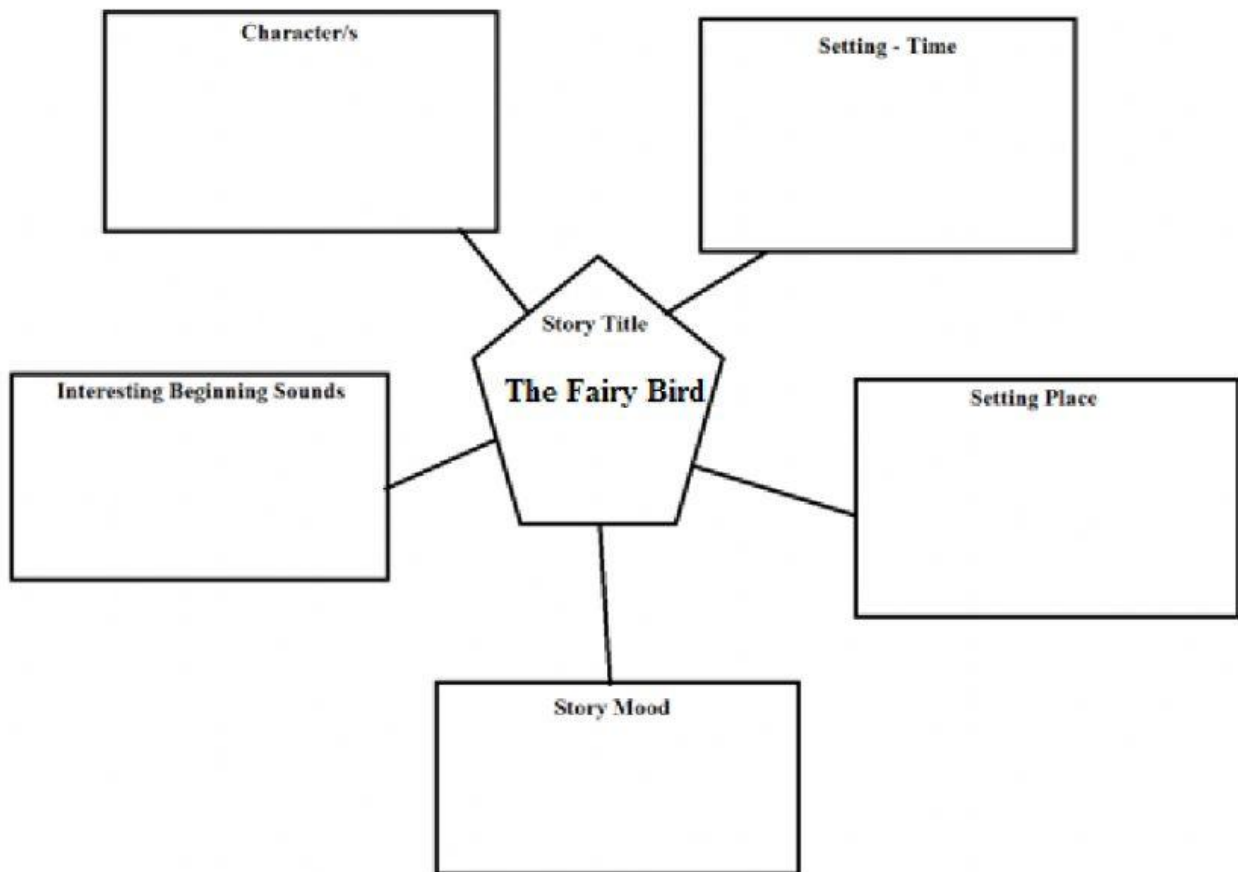 Character/s
Setting - Time
Story Title
The Fairy Bird
Interesting Beginning Sounds
Setting Place
Story Mood